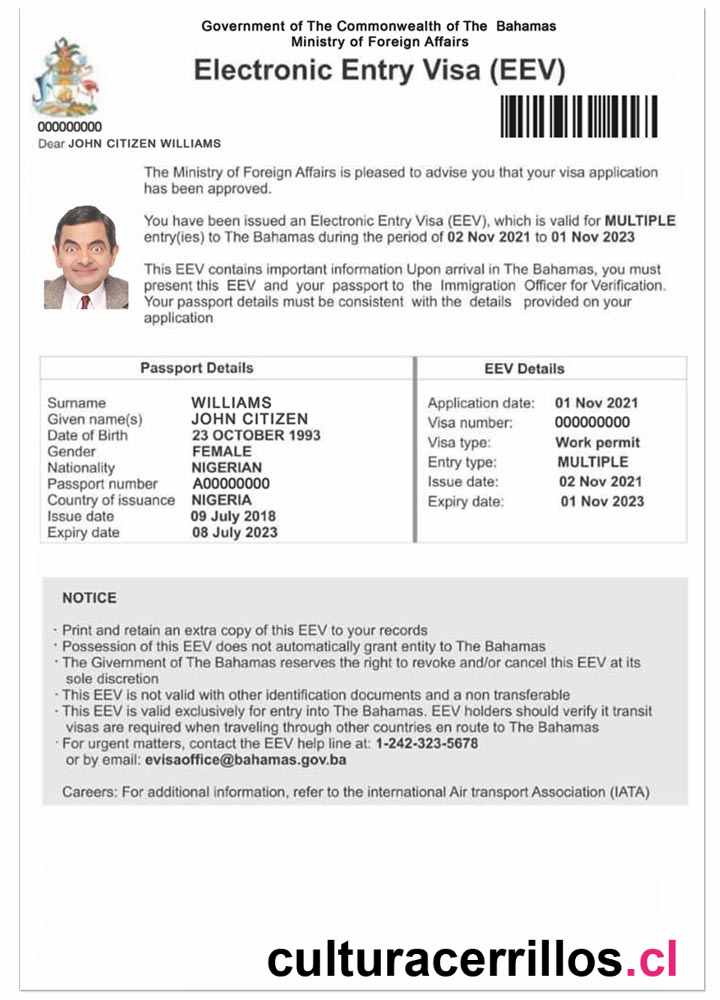 Government of The Commonwealth of The Bahamas
Ministry of Foreign Affairs
Electronic Entry Visa (EEV)
000000000
Dear JOHN CITIZEN WILLIAMS
The Ministry of Foreign Affairs is pleased to advise you that your visa application
has been approved.
You have been issued an Electronic Entry Visa (EEV), which is valid for MULTIPLE
entry(ies) to The Bahamas during the period of 02 Nov 2021 to 01 Nov 2023
This EEV contains important information Upon arrival in The Bahamas, you must
present this EEV and your passport to the Immigration Officer for Verification.
Your passport details must be consistent with the details provided on your
application
Passport Details
Surname WILLIAMS
Given name(s) JOHN CITIZEN
Date of Birth 23 OCTOBER 1993
Gender FEMALE
Nationality NIGERIAN
Passport number A00000000
Country of issuance NIGERIA
Issue date 09 July 2018
Expiry date 08 July 2023
EEV Details
Application date: 01 Nov 2021
Visa number: 000000000
Visa type: Work permit
Entry type: MULTIPLE
Issue date: 02 Nov 2021
Expiry date: 01 Nov 2023
NOTICE
· Print and retain an extra copy of this EEV to your records
· Possession of this EEV does not automatically grant entity to The Bahamas
· The Givernment of The Bahamas reserves the right to revoke and/or cancel this EEV at its
sole discretion
· This EEV is not valid with other identification documents and a non transferable
· This EEV is valid exclusively for entry into The Bahamas. EEV holders should verify it transit
visas are required when traveling through other countries en route to The Bahamas
· For urgent matters, contact the EEV help line at: 1-242-323-5678
or by email: evisaoffice@bahamas.gov.ba
Careers: For additional information, refer to the international Air transport Association (IATA)
culturacerrillos.cl